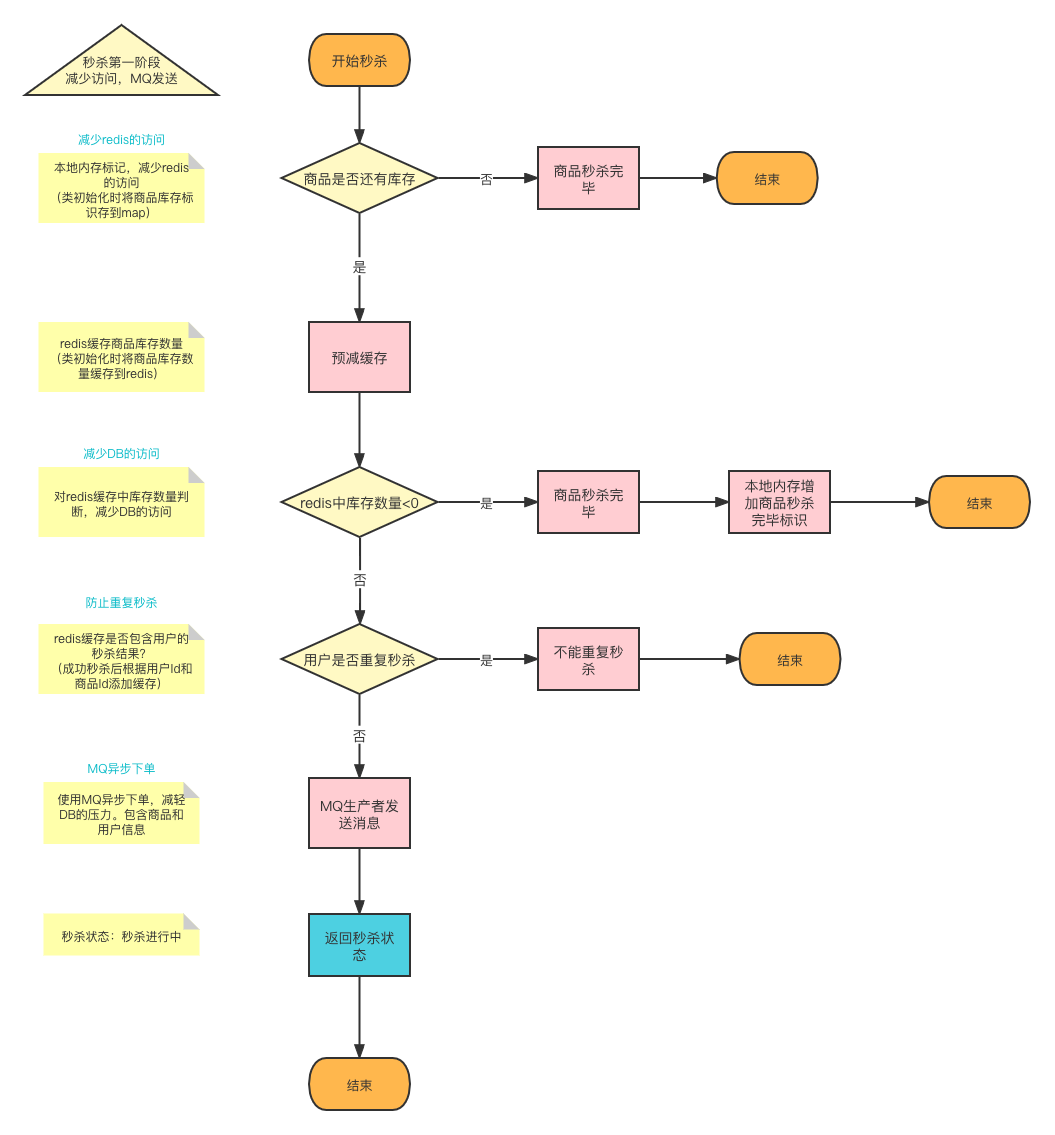 秒杀第一阶段
减少访问，MQ发送
开始秒杀
减少redis的访问
本地内存标记，减少redis
的访问
（类初始化时将商品库存标
识存到map）
商品是否还有库存
否
商品秒杀完
毕
结束
是
redis缓存商品库存数量
（类初始化时将商品库存数
量缓存到redis）
预减缓存
减少DB的访问
对redis缓存中库存数量判
断，减少DB的访问
redis中库存数量<0
是
商品秒杀完
毕
本地内存增
加商品秒杀
完毕标识
结束
否
防止重复秒杀
redis缓存是否包含用户的
秒杀结果？
（成功秒杀后根据用户Id和
商品Id添加缓存）
用户是否重复秒杀
是
不能重复秒
杀
结束
否
MQ异步下单
使用MQ异步下单，减轻
DB的压力。包含商品和
用户信息
MQ生产者发
送消息
秒杀状态：秒杀进行中
返回秒杀状
态
结束